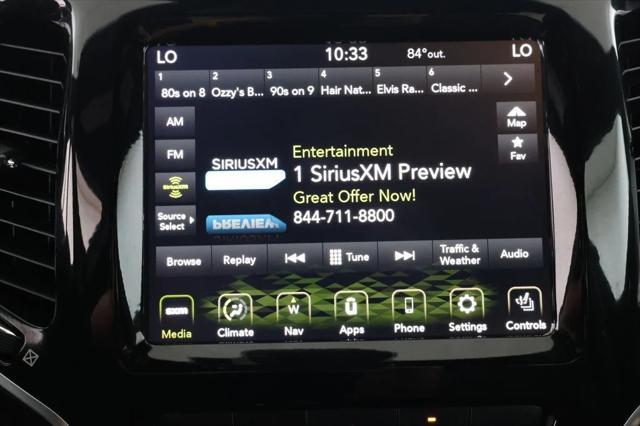 LO 10:33 84° out. LO
1 2 3 4 5 6
80s on 8 Ozzy's B... 90s on 9 Hair Nat... Elvis Ra... Classic ...
AM
Map
FM
Fav
SIRIUSXM
Entertainment
SIRIUSXM
1 SiriusXM Preview
Great Offer Now!
Source
Select
PREVIEW
844-711-8800
Browse Replay Tune Traffic &
Weather Audio
sxm W U
Media Climate Nav Apps Phone Settings Controls